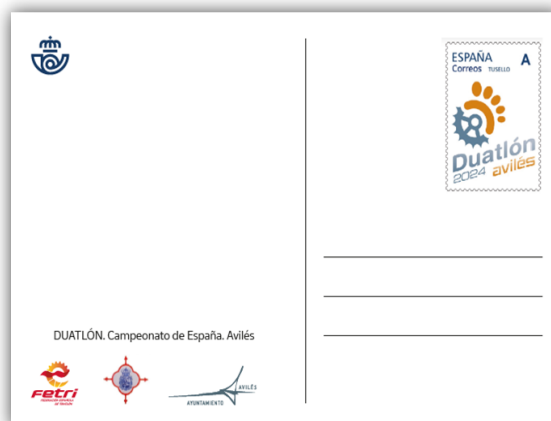 ESPAÑA A
Correos TUSELLO
Duatlón
2024 avilés
DUATLÓN. Campeonato de España. Avilés
Fetri
AVILÉS
AYUNTAMIENTO